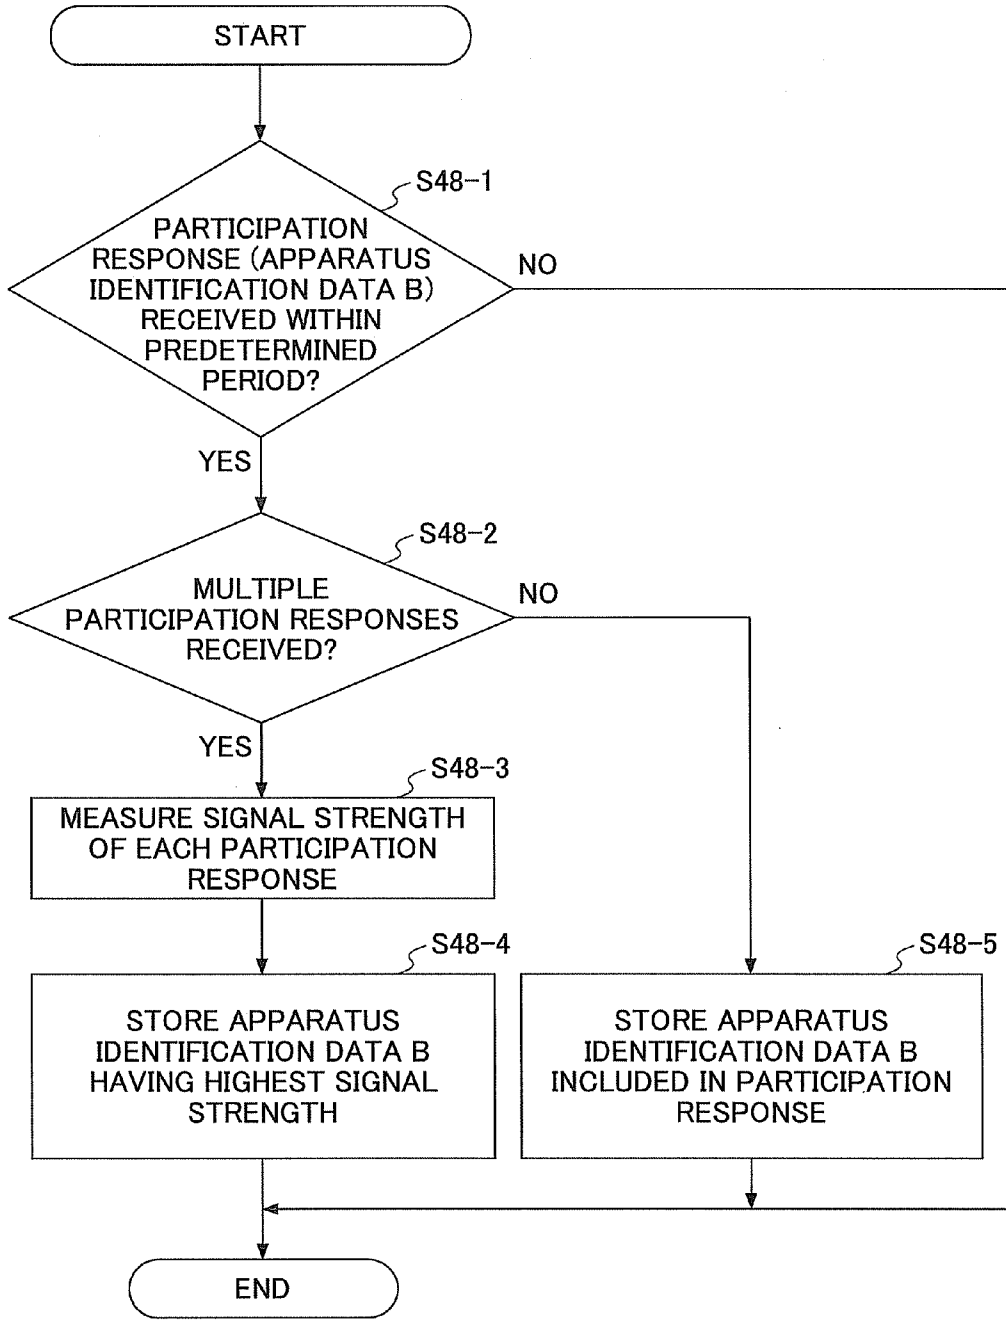 START
S48-1
PARTICIPATION
RESPONSE (APPARATUS
IDENTIFICATION DATA B)
RECEIVED WITHIN
PREDETERMINED
PERIOD?
NO
YES
S48-2
MULTIPLE
PARTICIPATION RESPONSES
RECEIVED?
NO
YES
S48-3
MEASURE SIGNAL STRENGTH
OF EACH PARTICIPATION
RESPONSE
S48-4
STORE APPARATUS
IDENTIFICATION DATA B
HAVING HIGHEST SIGNAL
STRENGTH
S48-5
STORE APPARATUS
IDENTIFICATION DATA B
INCLUDED IN PARTICIPATION
RESPONSE
END